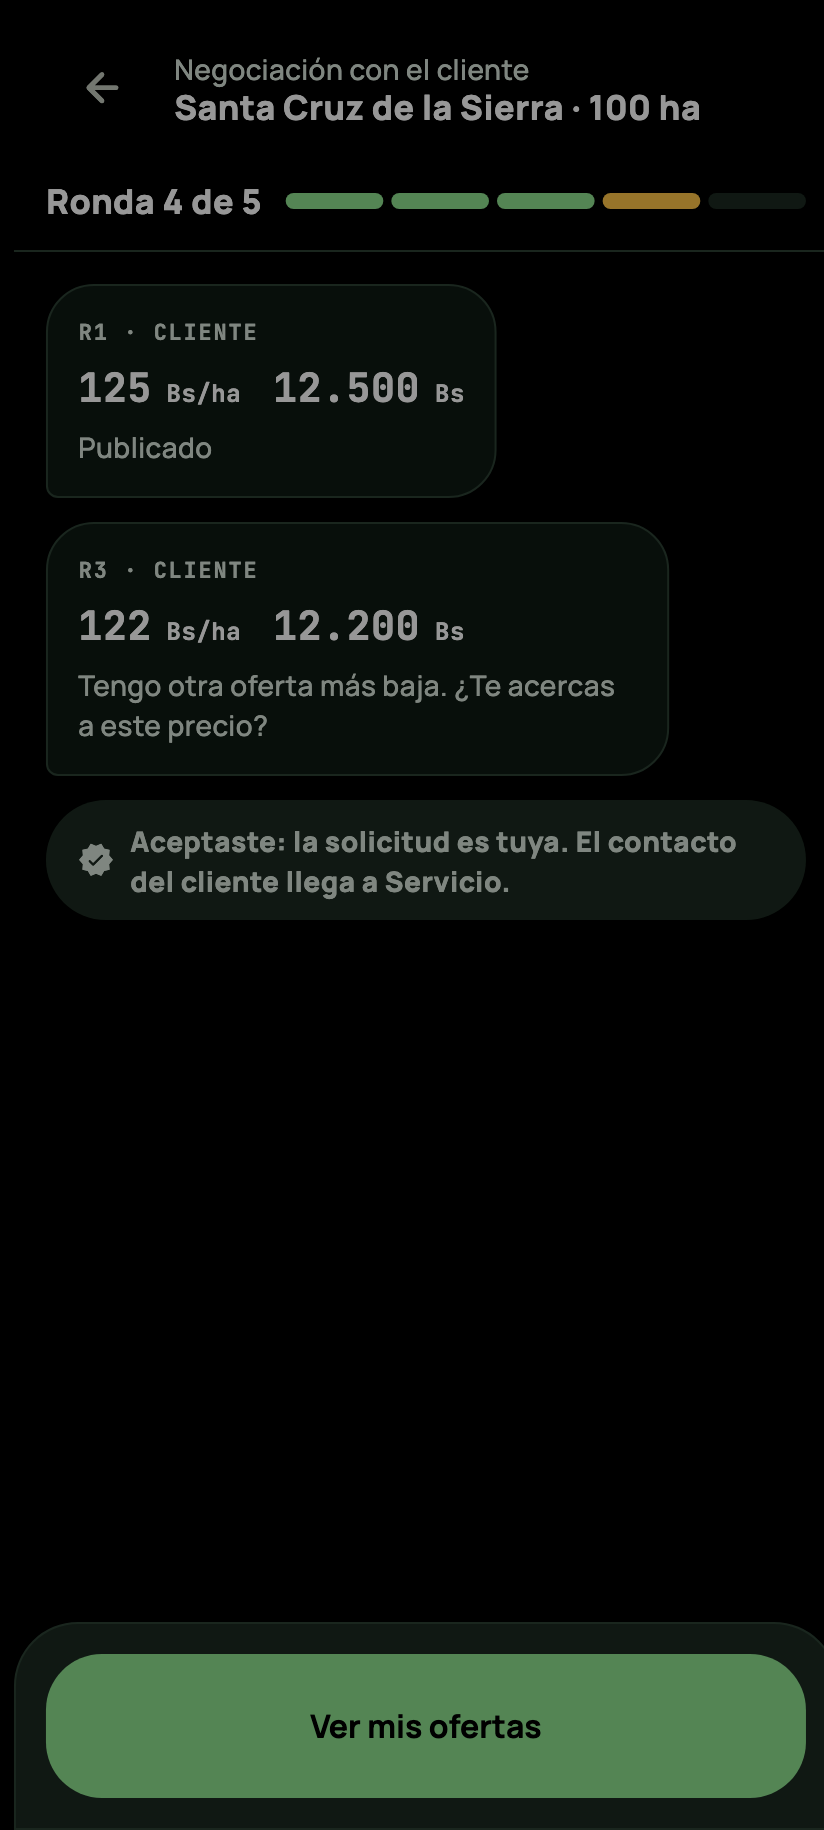 Negociación con el cliente
Santa Cruz de la Sierra · 100 ha
Ronda 4 de 5
R1 · CLIENTE
125 Bs/ha 12.500 Bs
Publicado
R3 · CLIENTE
122 Bs/ha 12.200 Bs
Tengo otra oferta más baja. ¿Te acercas
a este precio?
Aceptaste: la solicitud es tuya. El contacto
del cliente llega a Servicio.
Ver mis ofertas